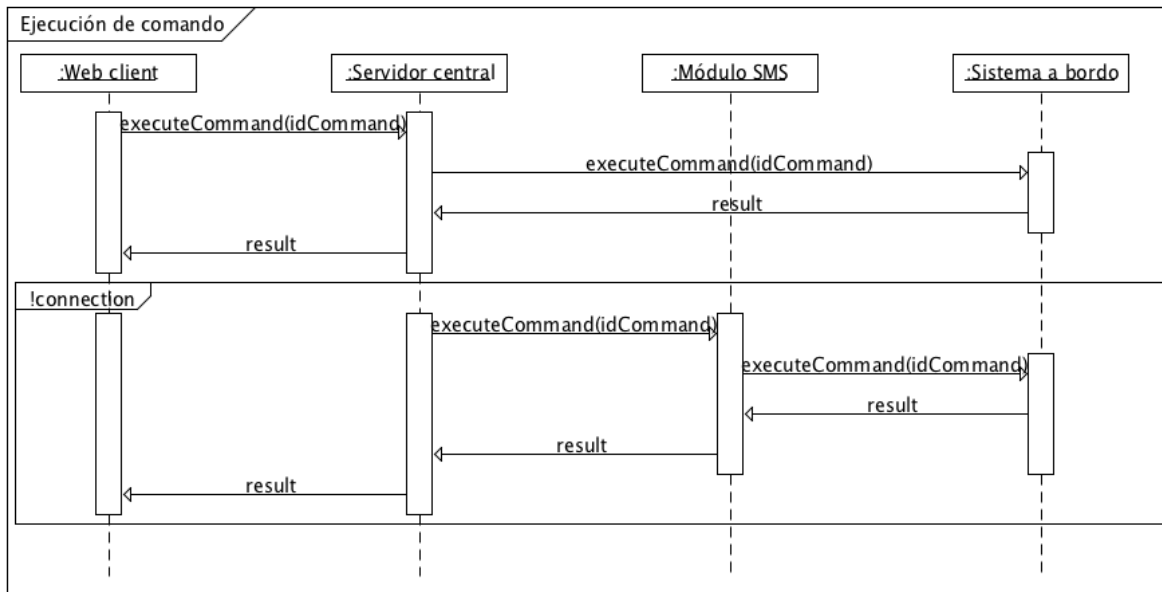 Ejecución de comando
:Web client
:Servidor central
:Módulo SMS
:Sistema a bordo
executeCommand(idCommand)
executeCommand(idCommand)
result
result
!connection
executeCommand(idCommand)
executeCommand(idCommand)
result
result
result